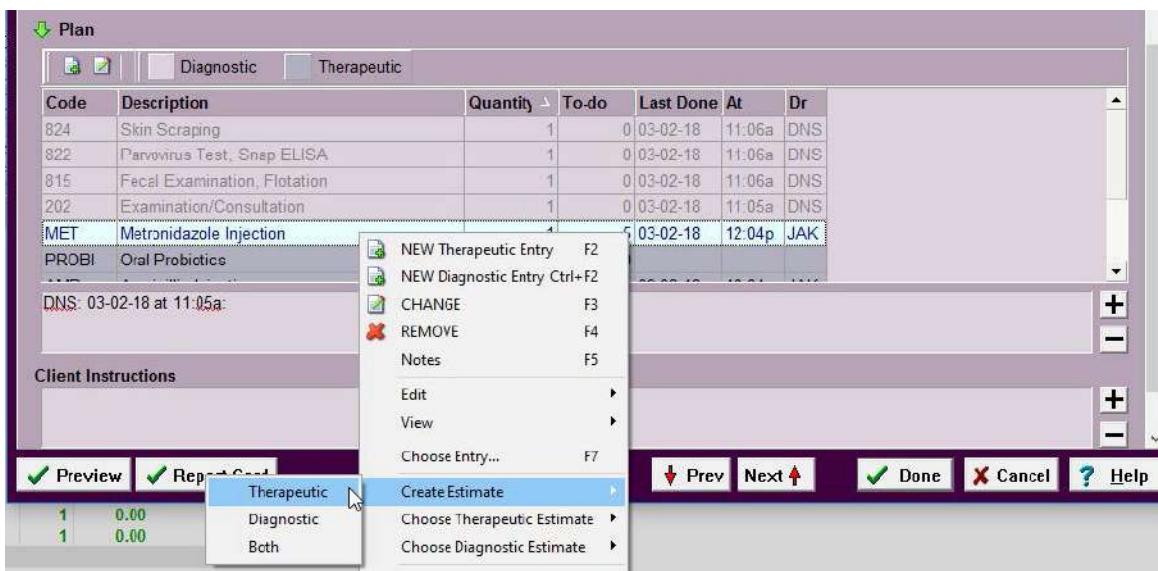 Plan
Diagnostic Therapeutic
Code Description Quantity To-do Last Done At Dr
824 Skin Scraping 1 0 03-02-18 11:06a DNS
822 Parvovirus Test, Snap ELISA 1 0 03-02-18 11:06a DNS
815 Fecal Examination, Flotation 1 0 03-02-18 11:06a DNS
202 Examination/Consultation 1 0 03-02-18 11:05a DNS
MET Metronidazole Injection 1 5 03-02-18 12:04p JAK
PROBI Oral Probiotics
DNS: 03-02-18 at 11:05a:
NEW Therapeutic Entry F2
NEW Diagnostic Entry Ctrl+F2
CHANGE F3
REMOVE F4
Notes F5
Edit
View
Choose Entry... F7
Create Estimate
Choose Therapeutic Estimate
Choose Diagnostic Estimate
Client Instructions
Preview Report Card Prev Next Done Cancel ? Help
Therapeutic
Diagnostic
Both
1 0.00
1 0.00